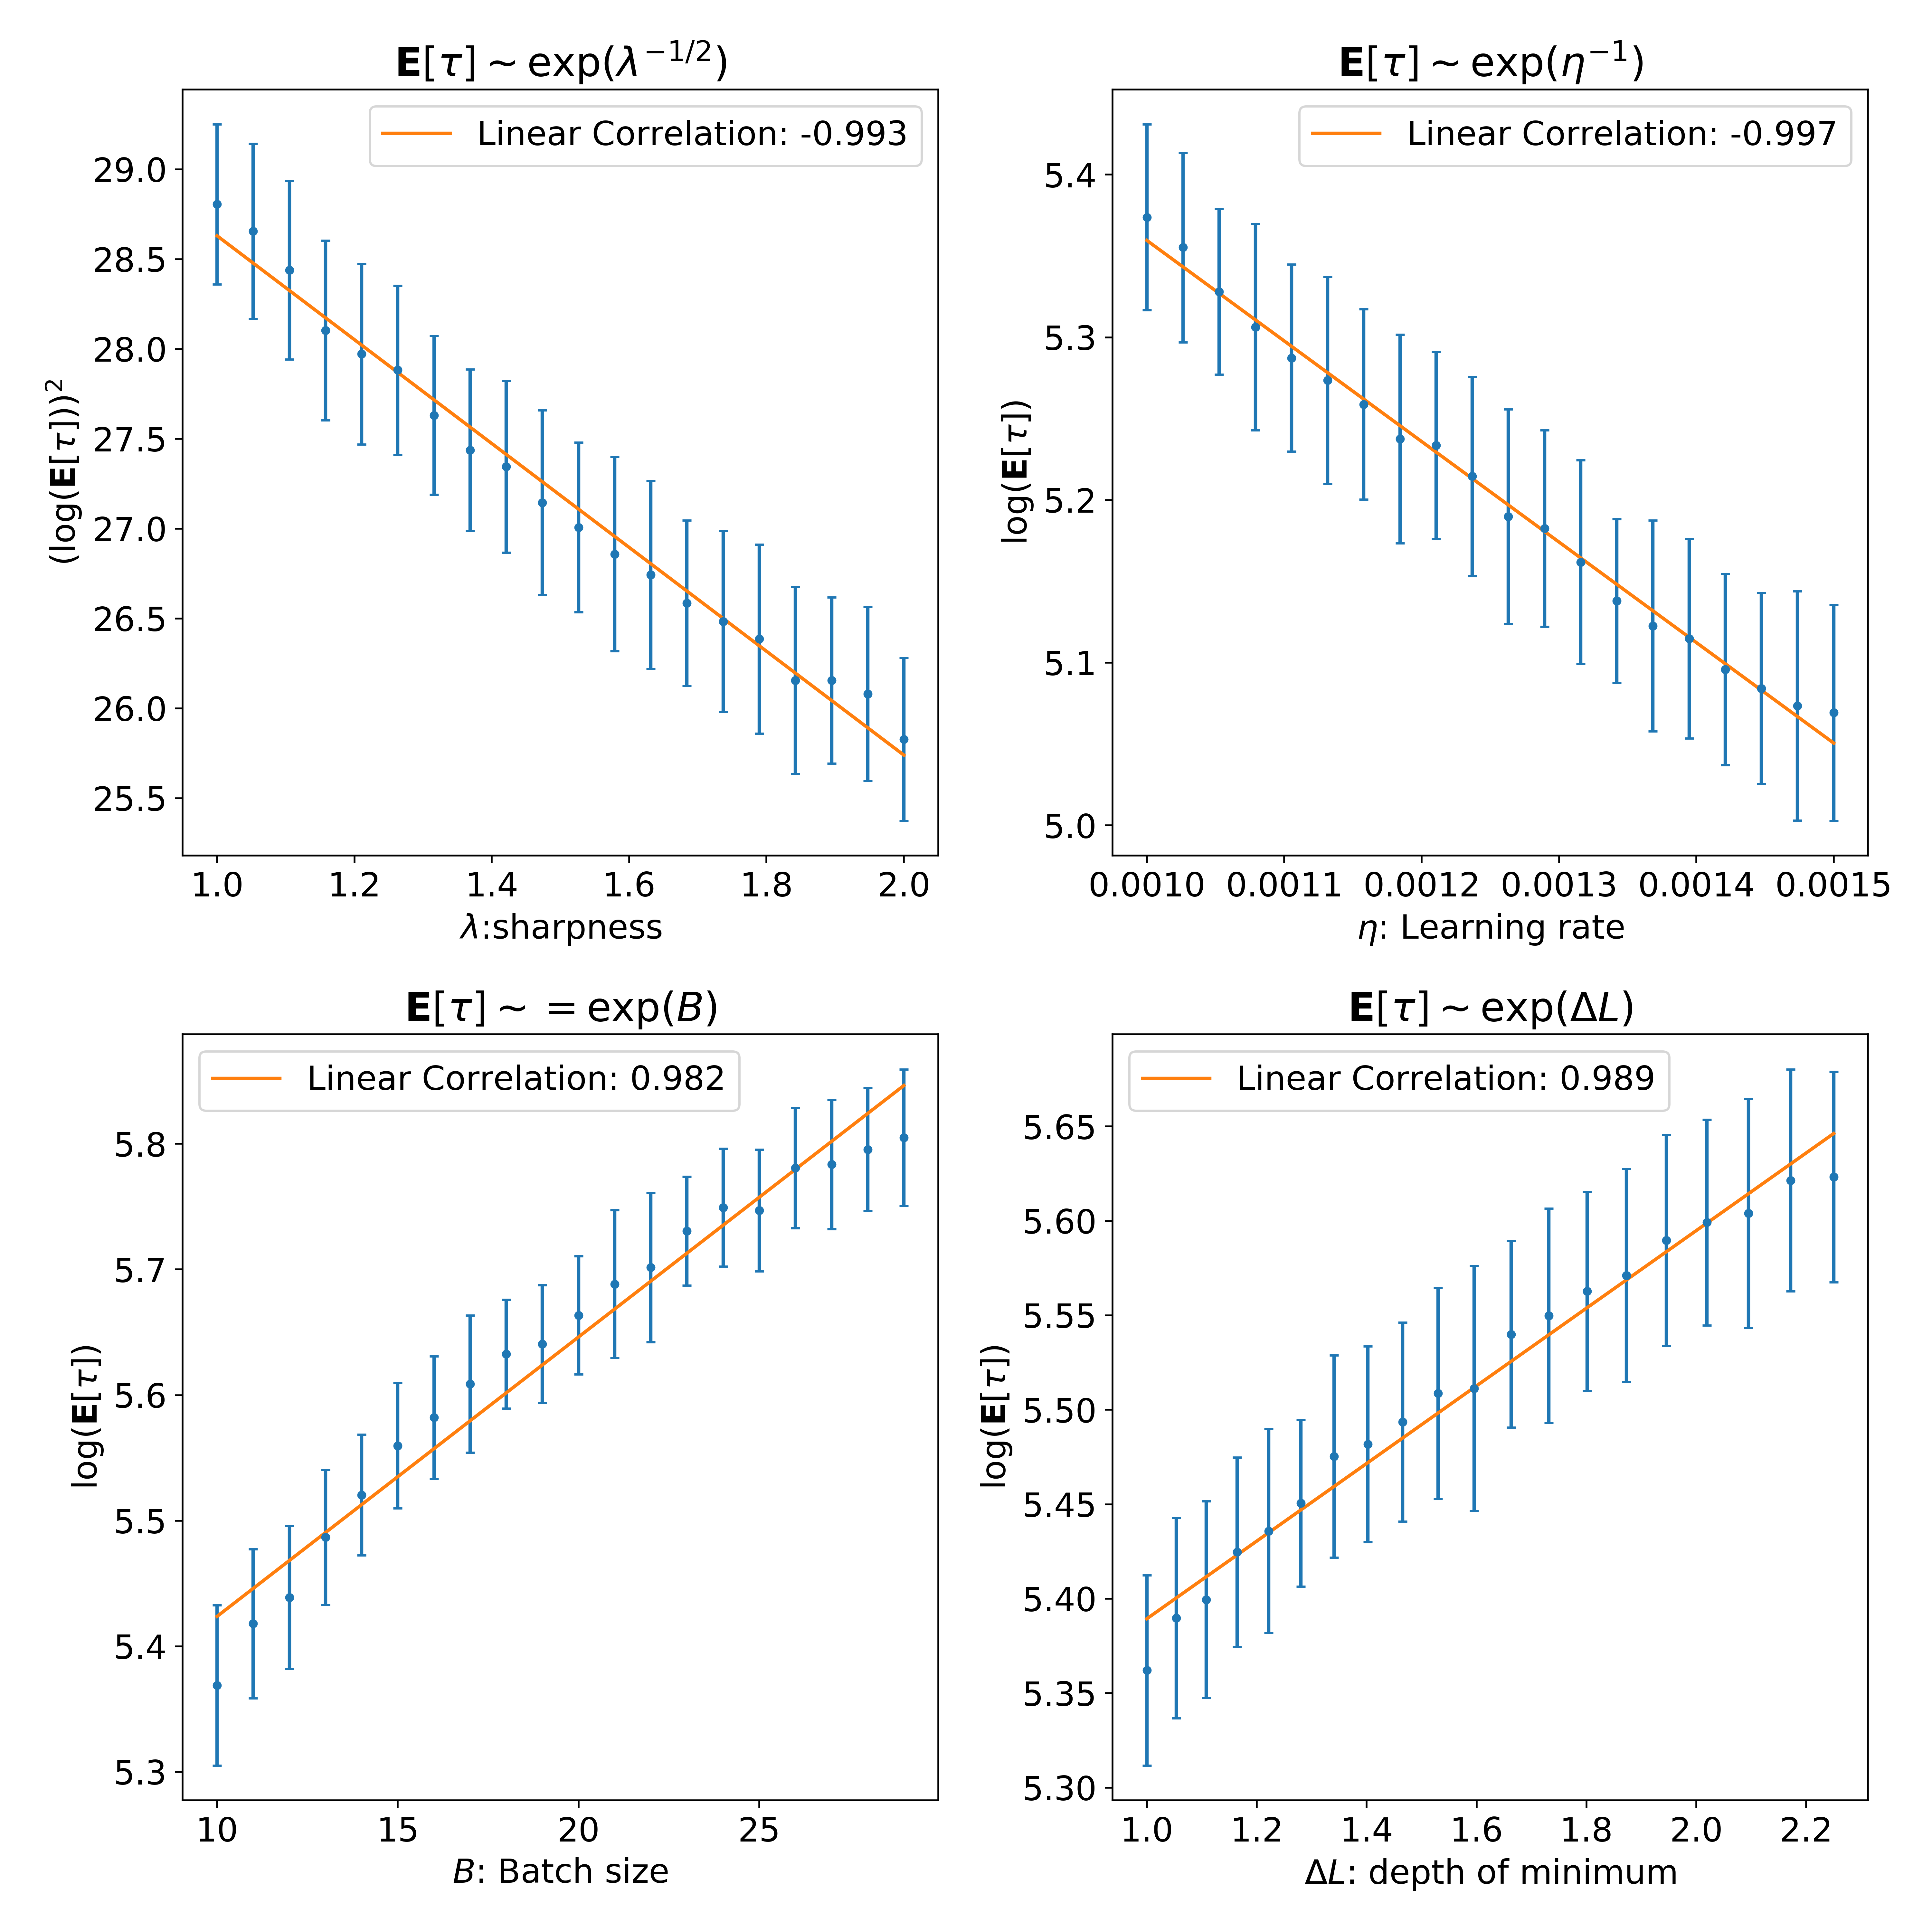 𝐄[τ] ∼ exp(λ^{−1/2})
Linear Correlation: -0.993
(log(𝐄[τ]))²
29.0
28.5
28.0
27.5
27.0
26.5
26.0
25.5
1.0 1.2 1.4 1.6 1.8 2.0
λ:sharpness
𝐄[τ] ∼ exp(η^{−1})
Linear Correlation: -0.997
log(𝐄[τ])
5.4
5.3
5.2
5.1
5.0
0.0010 0.0011 0.0012 0.0013 0.0014 0.0015
η: Learning rate
𝐄[τ] ∼ = exp(B)
Linear Correlation: 0.982
log(𝐄[τ])
5.8
5.7
5.6
5.5
5.4
5.3
10 15 20 25
B: Batch size
𝐄[τ] ∼ exp(ΔL)
Linear Correlation: 0.989
log(𝐄[τ])
5.65
5.60
5.55
5.50
5.45
5.40
5.35
5.30
1.0 1.2 1.4 1.6 1.8 2.0 2.2
ΔL: depth of minimum